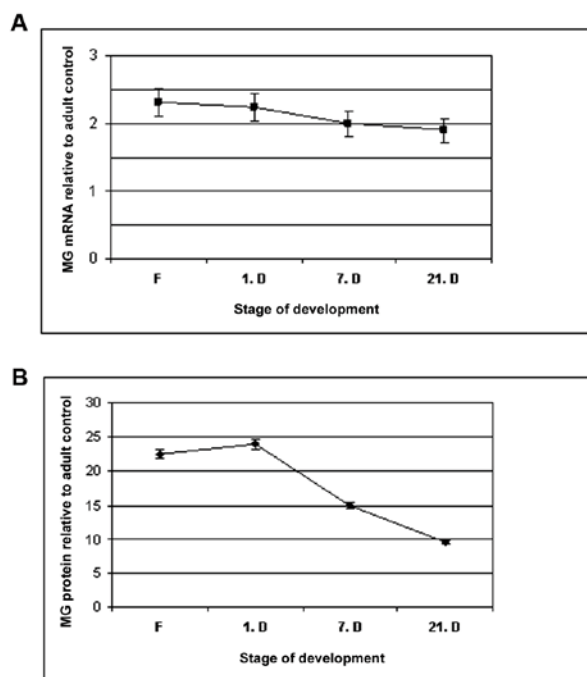 A
MG mRNA relative to adult control
3
2
1
0
F 1. D 7. D 21. D
Stage of development
B
MG protein relative to adult control
30
25
20
15
10
5
0
F 1. D 7. D 21. D
Stage of development